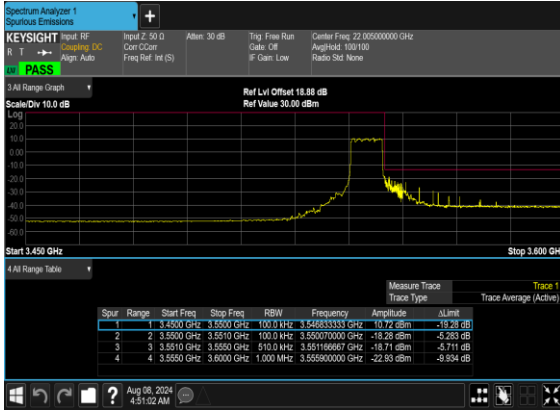 Spectrum Analyzer 1
Spurious Emissions
+
KEYSIGHT Input: RF Input Z: 50 Ω Atten: 30 dB Trig: Free Run Center Freq: 22.005000000 GHz
R T Coupling: DC Corr CCorr Gate: Off Avg|Hold: 100/100
Align: Auto Freq Ref: Int (S) IF Gain: Low Radio Std: None
PASS
3 All Range Graph
Ref Lvl Offset 18.88 dB
Scale/Div 10.0 dB Ref Value 30.00 dBm
Log
20.0
10.0
0.00
-10.0
-20.0
-30.0
-40.0
-50.0
-60.0
Start 3.450 GHz Stop 3.600 GH
4 All Range Table
Measure Trace Trace 1
Trace Type Trace Average (Active)
Spur Range Start Freq Stop Freq RBW Frequency Amplitude ΔLimit
1 1 3.4500 GHz 3.5500 GHz 100.0 kHz 3.546833333 GHz 10.72 dBm -19.28 dB
2 2 3.5500 GHz 3.5510 GHz 100.0 kHz 3.550070000 GHz -18.28 dBm -5.283 dB
3 3 3.5510 GHz 3.5550 GHz 510.0 kHz 3.551166667 GHz -18.71 dBm -5.711 dB
4 4 3.5550 GHz 3.6000 GHz 1.000 MHz 3.555900000 GHz -22.93 dBm -9.934 dB
? Aug 08, 2024
4:51:02 AM